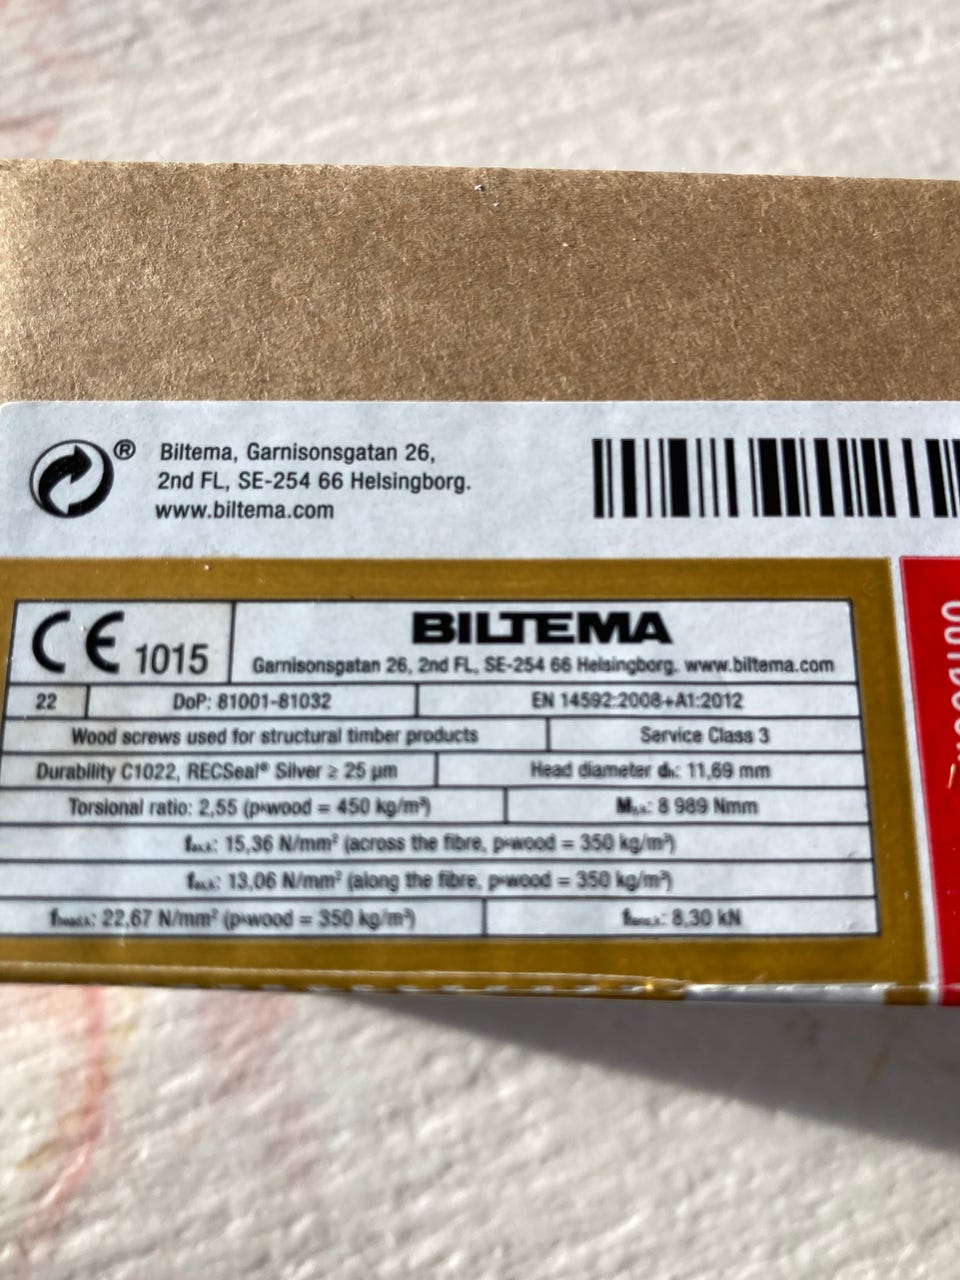 ®
Biltema, Garnisonsgatan 26,
2nd FL, SE-254 66 Helsingborg.
www.biltema.com
CE 1015
BILTEMA
Garnisonsgatan 26, 2nd FL, SE-254 66 Helsingborg. www.biltema.com
22 DoP: 81001-81032 EN 14592:2008+A1:2012
Wood screws used for structural timber products Service Class 3
Durability C1022, RECSeal® Silver ≥ 25 µm Head diameter dₕ: 11,69 mm
Torsional ratio: 2,55 (ρₖwood = 450 kg/m³) 8 989 Nmm
15,36 N/mm² (across the fibre, ρₖwood = 350 kg/m³)
13,06 N/mm² (along the fibre, ρₖwood = 350 kg/m³)
22,67 N/mm² (ρₖwood = 350 kg/m³) 8,30 kN